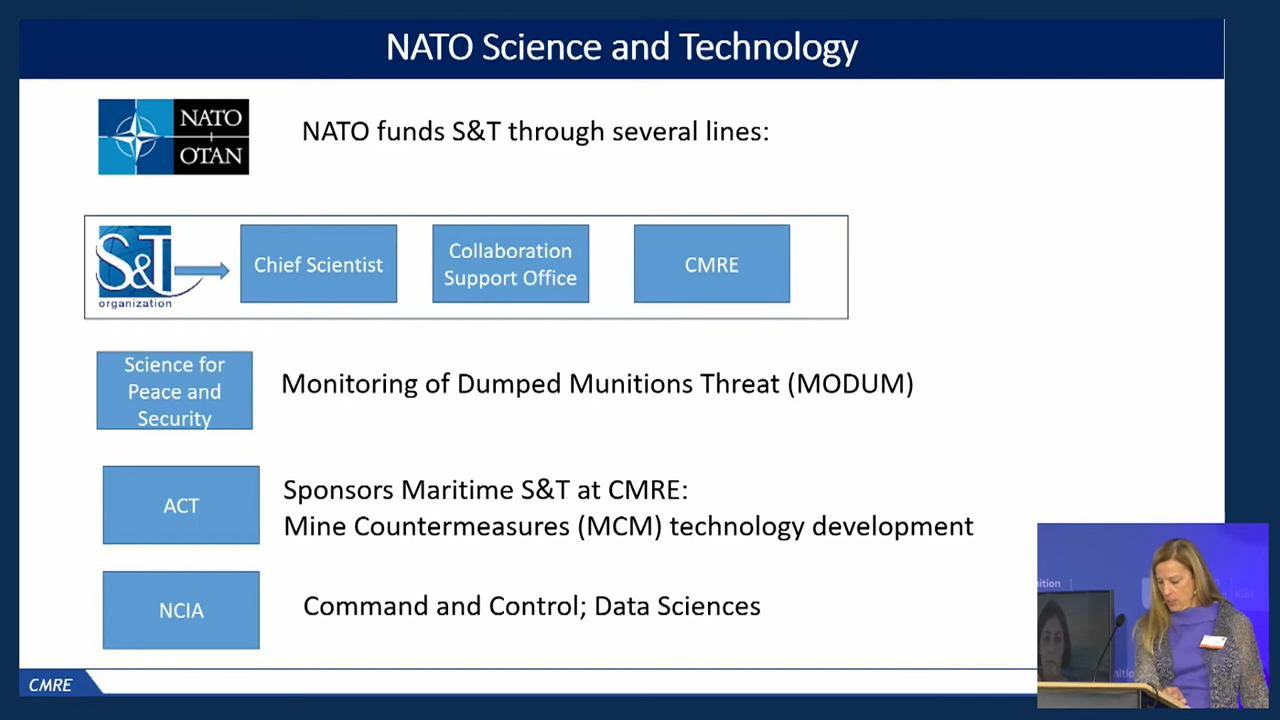 NATO Science and Technology
NATO
OTAN
NATO funds S&T through several lines:
S&T
organization
Chief Scientist
Collaboration
Support Office
CMRE
Science for
Peace and
Security
Monitoring of Dumped Munitions Threat (MODUM)
ACT
Sponsors Maritime S&T at CMRE:
Mine Countermeasures (MCM) technology development
NCIA
Command and Control; Data Sciences
CMRE
Kiel